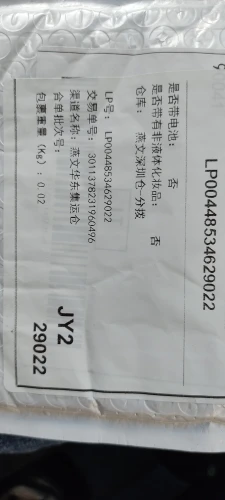 LP00448534629022
是否带电池： 否
是否带有非液体化妆品： 否
仓库： 燕文深圳仓-分拨
LP号：LP00448534629022
交易单号： 3011378231960496
渠道名称：燕文华东集运仓
合单批次号：
包裹重量 (Kg)：0.02
JY2
29022